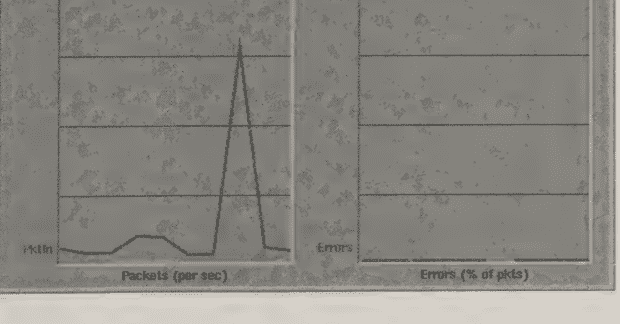 PktIn
Errors
Packets (per sec)
Errors (% of pkts)